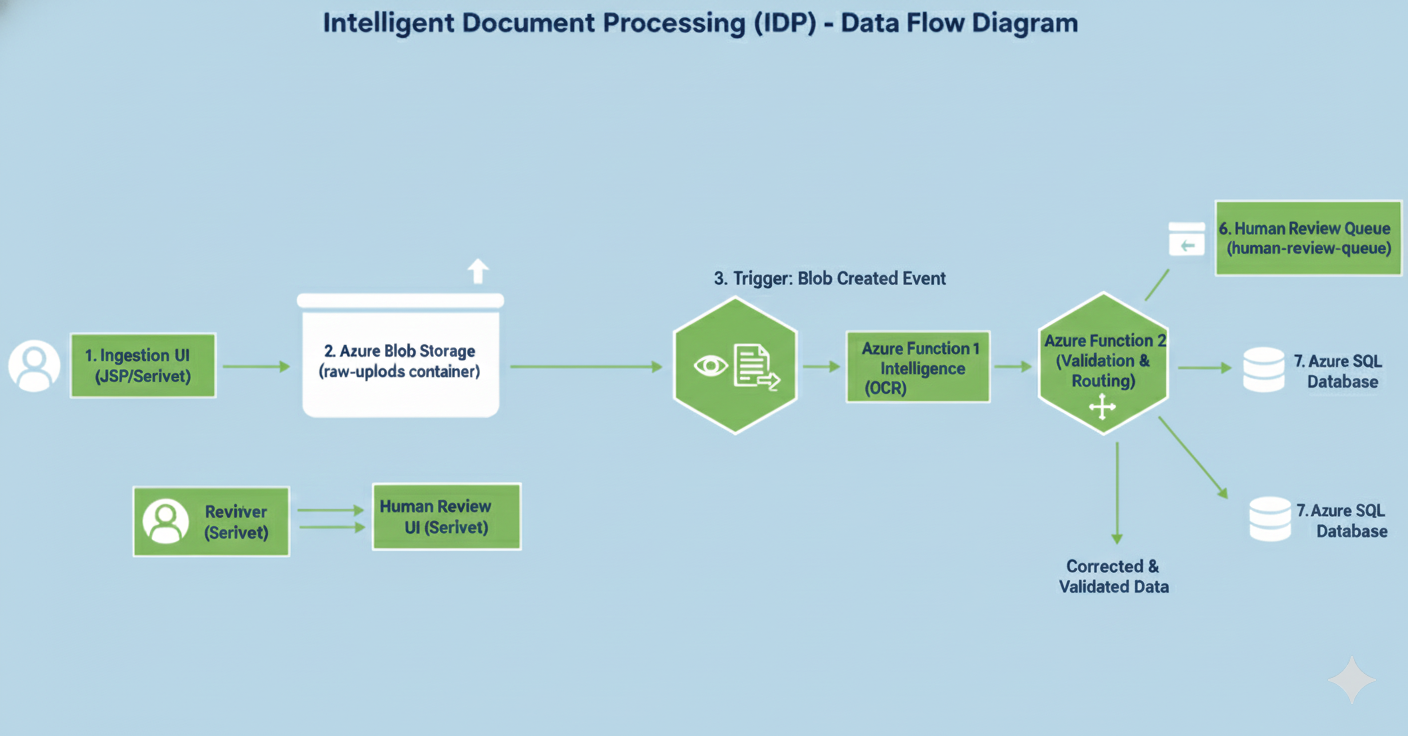 Intelligent Document Processing (IDP) - Data Flow Diagram
1. Ingestion UI
(JSP/Serivet)
2. Azure Blob Storage
(raw-uplods container)
3. Trigger: Blob Created Event
Azure Function 1
Intelligence
(OCR)
Azure Function 2
(Validation &
Routing)
6. Human Review Queue
(human-review-queue)
7. Azure SQL
Database
7. Azure SQL
Database
Corrected &
Validated Data
(Serivet)
Human Review
UI (Serivet)